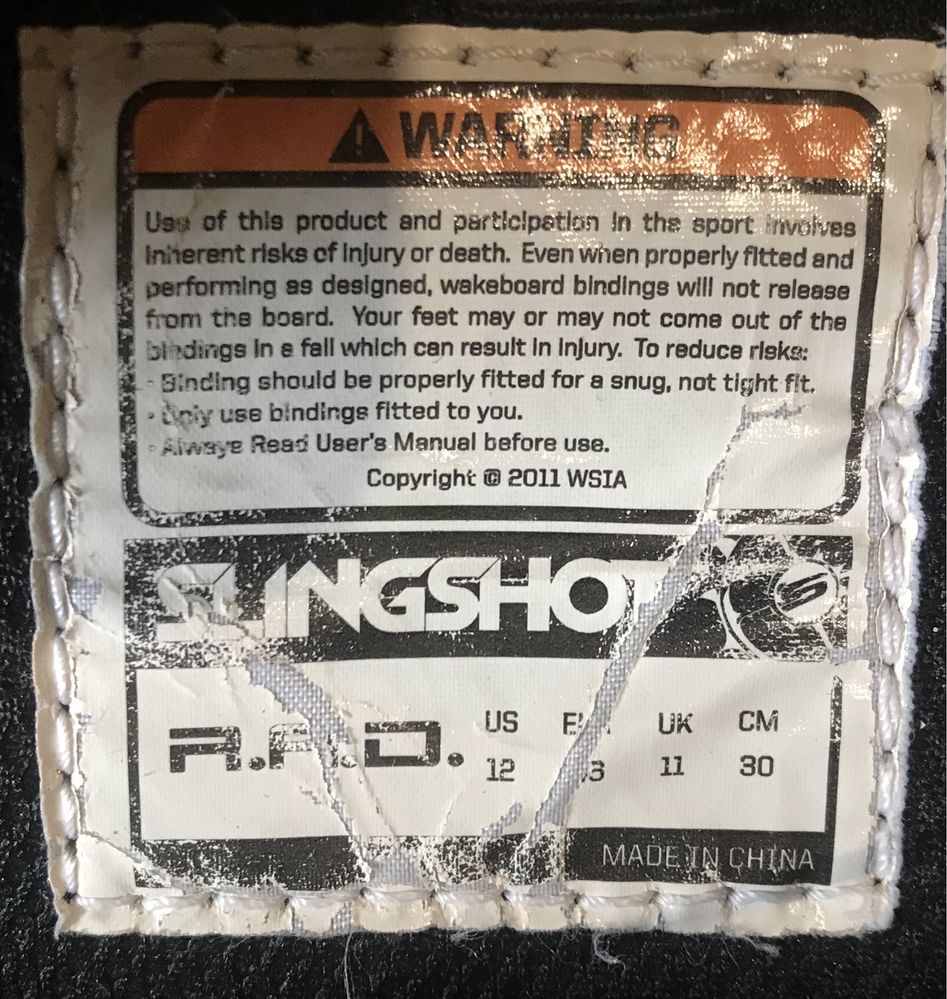 WARNING
Use of this product and participation in the sport involves
inherent risks of injury or death. Even when properly fitted and
performing as designed, wakeboard bindings will not release
from the board. Your feet may or may not come out of the
bindings in a fall which can result in injury. To reduce risks:
· Binding should be properly fitted for a snug, not tight fit.
· Only use bindings fitted to you.
· Always Read User's Manual before use.
Copyright © 2011 WSIA
SLINGSHOT
R.A.D.
US UK CM
12 11 30
MADE IN CHINA